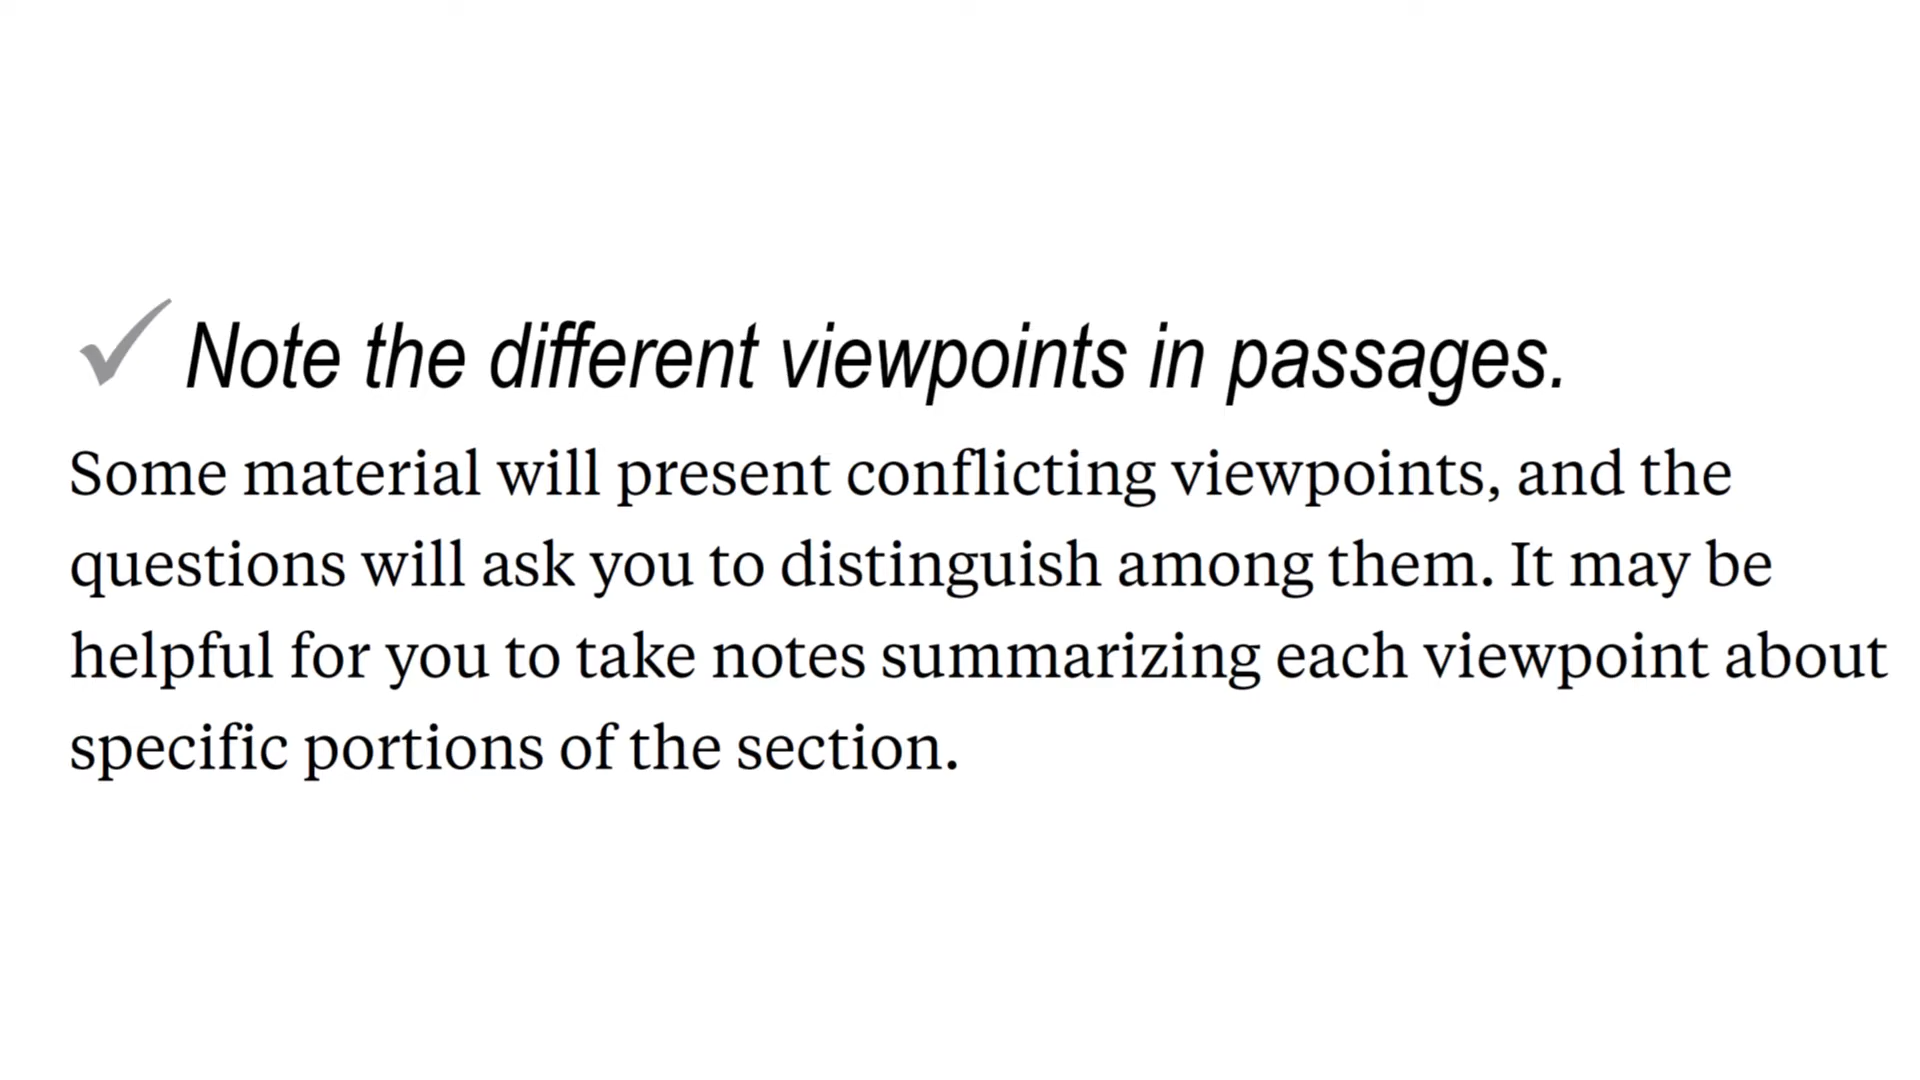 Note the different viewpoints in passages.
Some material will present conflicting viewpoints, and the
questions will ask you to distinguish among them. It may be
helpful for you to take notes summarizing each viewpoint about
specific portions of the section.